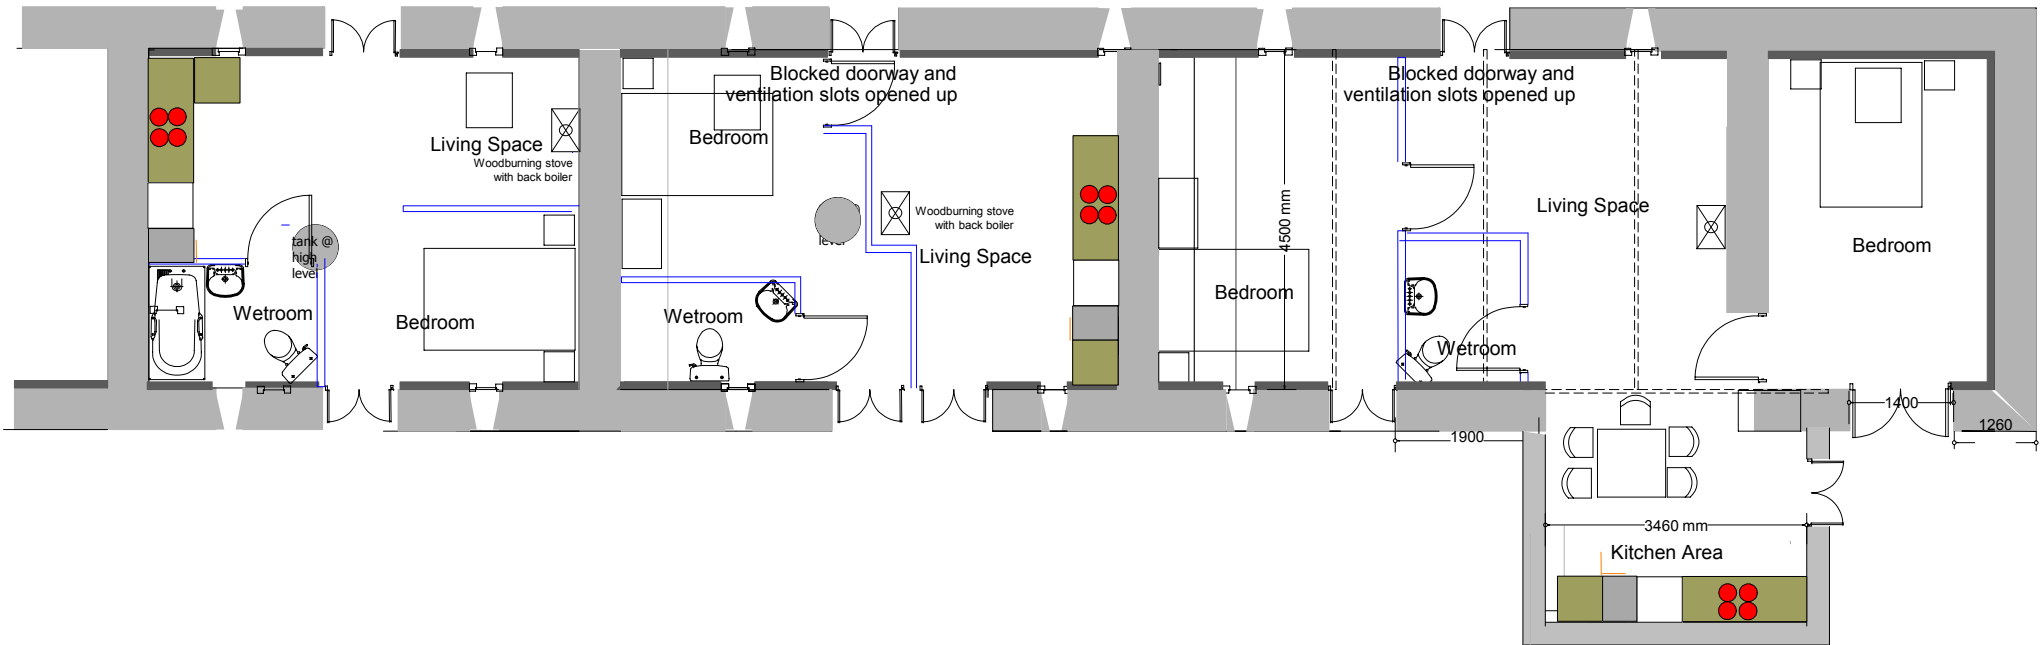 Blocked doorway and
ventilation slots opened up
Blocked doorway and
ventilation slots opened up
Living Space
Woodburning stove
with back boiler
Bedroom
Woodburning stove
with back boiler
Living Space
4500 mm
Living Space
Bedroom
tank @
high
level
Wetroom
Bedroom
Wetroom
level
Bedroom
Wetroom
1400
1260
1900
3460 mm
Kitchen Area